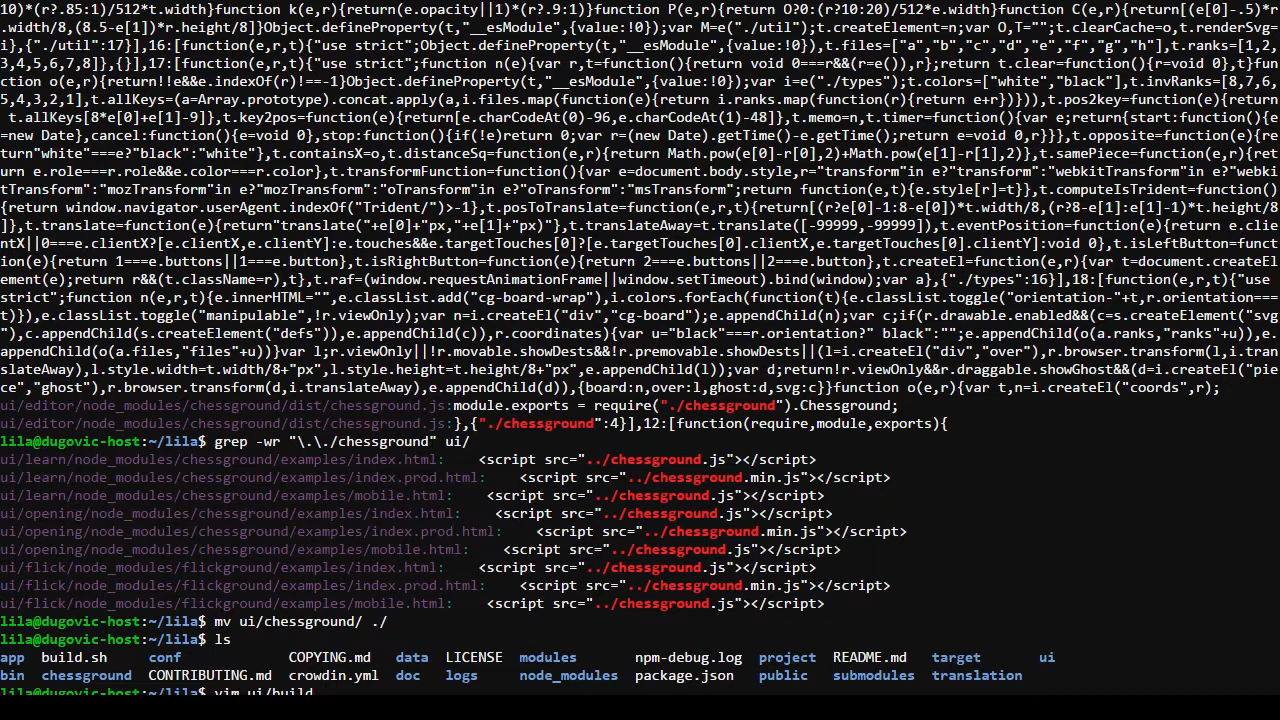 10)*(r?.85:1)/512*t.width}function k(e,r){return(e.opacity||1)*(r?.9:1)}function P(e,r){return O?0:(r?10:20)/512*e.width}function C(e,r){return[(e[0]-.5)*r
.width/8,(8.5-e[1])*r.height/8]}Object.defineProperty(t,"__esModule",{value:!0});var M=e("./util");t.createElement=n;var O,T="";t.clearCache=o,t.renderSvg=
i},{"./util":17}],16:[function(e,r,t){"use strict";Object.defineProperty(t,"__esModule",{value:!0}),t.files=["a","b","c","d","e","f","g","h"],t.ranks=[1,2,
3,4,5,6,7,8]},{}],17:[function(e,r,t){"use strict";function n(e){var r,t=function(){return void 0===r&&(r=e()),r};return t.clear=function(){r=void 0},t}fun
ction o(e,r){return!!e&&e.indexOf(r)!==-1}Object.defineProperty(t,"__esModule",{value:!0});var i=e("./types");t.colors=["white","black"],t.invRanks=[8,7,6,
5,4,3,2,1],t.allKeys=(a=Array.prototype).concat.apply(a,i.files.map(function(e){return i.ranks.map(function(r){return e+r})})),t.pos2key=function(e){return
 t.allKeys[8*e[0]+e[1]-9]},t.key2pos=function(e){return[e.charCodeAt(0)-96,e.charCodeAt(1)-48]},t.memo=n,t.timer=function(){var e;return{start:function(){e
=new Date},cancel:function(){e=void 0},stop:function(){if(!e)return 0;var r=(new Date).getTime()-e.getTime();return e=void 0,r}}},t.opposite=function(e){re
turn"white"===e?"black":"white"},t.containsX=o,t.distanceSq=function(e,r){return Math.pow(e[0]-r[0],2)+Math.pow(e[1]-r[1],2)},t.samePiece=function(e,r){ret
urn e.role===r.role&&e.color===r.color},t.transformFunction=function(){var e=document.body.style,r="transform"in e?"transform":"webkitTransform"in e?"webki
tTransform":"mozTransform"in e?"mozTransform":"oTransform"in e?"oTransform":"msTransform";return function(e,t){e.style[r]=t}},t.computeIsTrident=function()
{return window.navigator.userAgent.indexOf("Trident/")>-1},t.posToTranslate=function(e,r,t){return[(r?e[0]-1:8-e[0])*t.width/8,(r?8-e[1]:e[1]-1)*t.height/8
]},t.translate=function(e){return"translate("+e[0]+"px,"+e[1]+"px)"},t.translateAway=t.translate([-99999,-99999]),t.eventPosition=function(e){return e.clie
ntX||0===e.clientX?[e.clientX,e.clientY]:e.touches&&e.targetTouches[0]?[e.targetTouches[0].clientX,e.targetTouches[0].clientY]:void 0},t.isLeftButton=funct
ion(e){return 1===e.buttons||1===e.button},t.isRightButton=function(e){return 2===e.buttons||2===e.button},t.createEl=function(e,r){var t=document.createEl
ement(e);return r&&(t.className=r),t},t.raf=(window.requestAnimationFrame||window.setTimeout).bind(window);var a},{"./types":16}],18:[function(e,r,t){"use 
strict";function n(e,r,t){e.innerHTML="",e.classList.add("cg-board-wrap"),i.colors.forEach(function(t){e.classList.toggle("orientation-"+t,r.orientation===
t)}),e.classList.toggle("manipulable",!r.viewOnly);var n=i.createEl("div","cg-board");e.appendChild(n);var c;if(r.drawable.enabled&&(c=s.createElement("svg
"),c.appendChild(s.createElement("defs")),e.appendChild(c)),r.coordinates){var u="black"===r.orientation?" black":"";e.appendChild(o(a.ranks,"ranks"+u)),e.
appendChild(o(a.files,"files"+u))}var l;r.viewOnly||!r.movable.showDests&&!r.premovable.showDests||(l=i.createEl("div","over"),r.browser.transform(l,i.tran
slateAway),l.style.width=t.width/8+"px",l.style.height=t.height/8+"px",e.appendChild(l));var d;return!r.viewOnly&&r.draggable.showGhost&&(d=i.createEl("pie
ce","ghost"),r.browser.transform(d,i.translateAway),e.appendChild(d)),{board:n,over:l,ghost:d,svg:c}}function o(e,r){var t,n=i.createEl("coords",r);
ui/editor/node_modules/chessground/dist/chessground.js:module.exports = require("./chessground").Chessground;
ui/editor/node_modules/chessground/dist/chessground.js:},{"./chessground":4}],12:[function(require,module,exports){
lila@dugovic-host:~/lila$ grep -wr "\.\./chessground" ui/
ui/learn/node_modules/chessground/examples/index.html:    <script src="../chessground.js"></script>
ui/learn/node_modules/chessground/examples/index.prod.html:    <script src="../chessground.min.js"></script>
ui/learn/node_modules/chessground/examples/mobile.html:    <script src="../chessground.js"></script>
ui/opening/node_modules/chessground/examples/index.html:    <script src="../chessground.js"></script>
ui/opening/node_modules/chessground/examples/index.prod.html:    <script src="../chessground.min.js"></script>
ui/opening/node_modules/chessground/examples/mobile.html:    <script src="../chessground.js"></script>
ui/flick/node_modules/flickground/examples/index.html:    <script src="../chessground.js"></script>
ui/flick/node_modules/flickground/examples/index.prod.html:    <script src="../chessground.min.js"></script>
ui/flick/node_modules/flickground/examples/mobile.html:    <script src="../chessground.js"></script>
lila@dugovic-host:~/lila$ mv ui/chessground/ ./
lila@dugovic-host:~/lila$ ls
app  build.sh     conf             COPYING.md   data  LICENSE       modules       npm-debug.log  project  README.md   target       ui
bin  chessground  CONTRIBUTING.md  crowdin.yml  doc   logs          node_modules  package.json   public   submodules  translation
lila@dugovic-host:~/lila$ vim ui/build